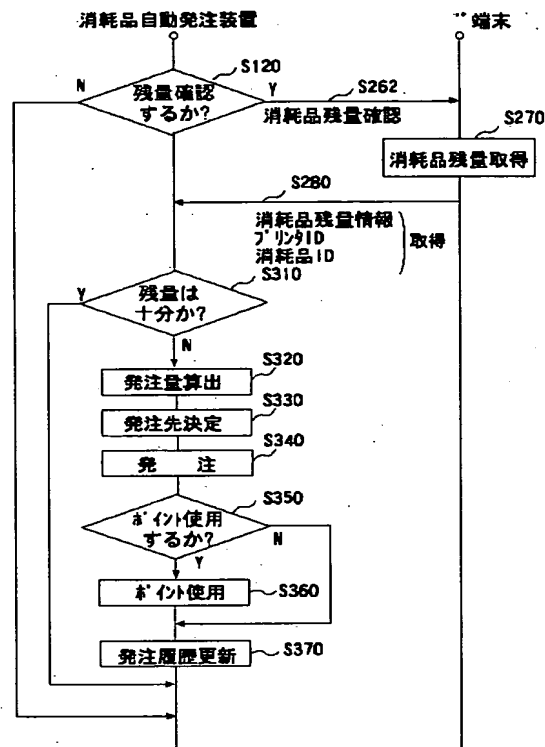 消耗品自動発注装置
端末
S120
N
残量確認
するか?
Y
S262
消耗品残量確認
S270
消耗品残量取得
S280
消耗品残量情報
プリンタID
消耗品ID
取得
S310
Y
残量は
十分か?
N
S320
発注量算出
S330
発注先決定
S340
発 注
S350
ポイント使用
するか?
N
Y
ポイント使用
S360
発注履歴更新
S370